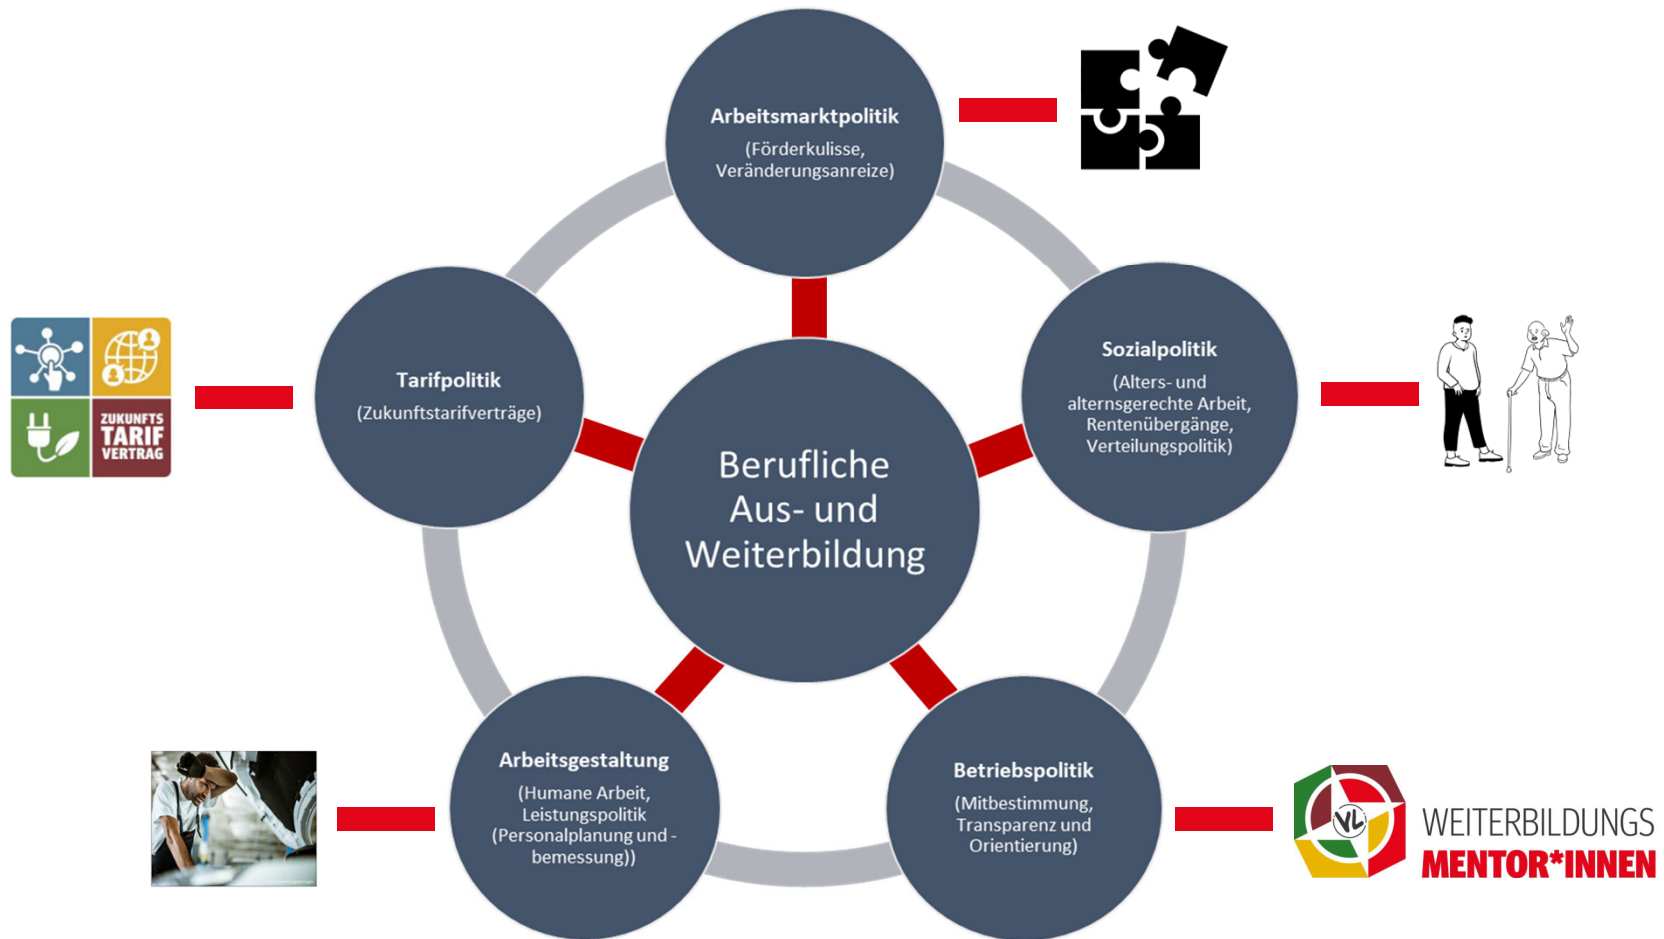 Arbeitsmarktpolitik
(Förderkulisse,
Veränderungsanreize)
Sozialpolitik
(Alters- und
alternsgerechte Arbeit,
Rentenübergänge,
Verteilungspolitik)
Tarifpolitik
(Zukunftstarifverträge)
ZUKUNFTS
TARIF
VERTRAG
Berufliche
Aus- und
Weiterbildung
Arbeitsgestaltung
(Humane Arbeit,
Leistungspolitik
(Personalplanung und -
bemessung))
Betriebspolitik
(Mitbestimmung,
Transparenz und
Orientierung)
VL
WEITERBILDUNGS
MENTOR*INNEN